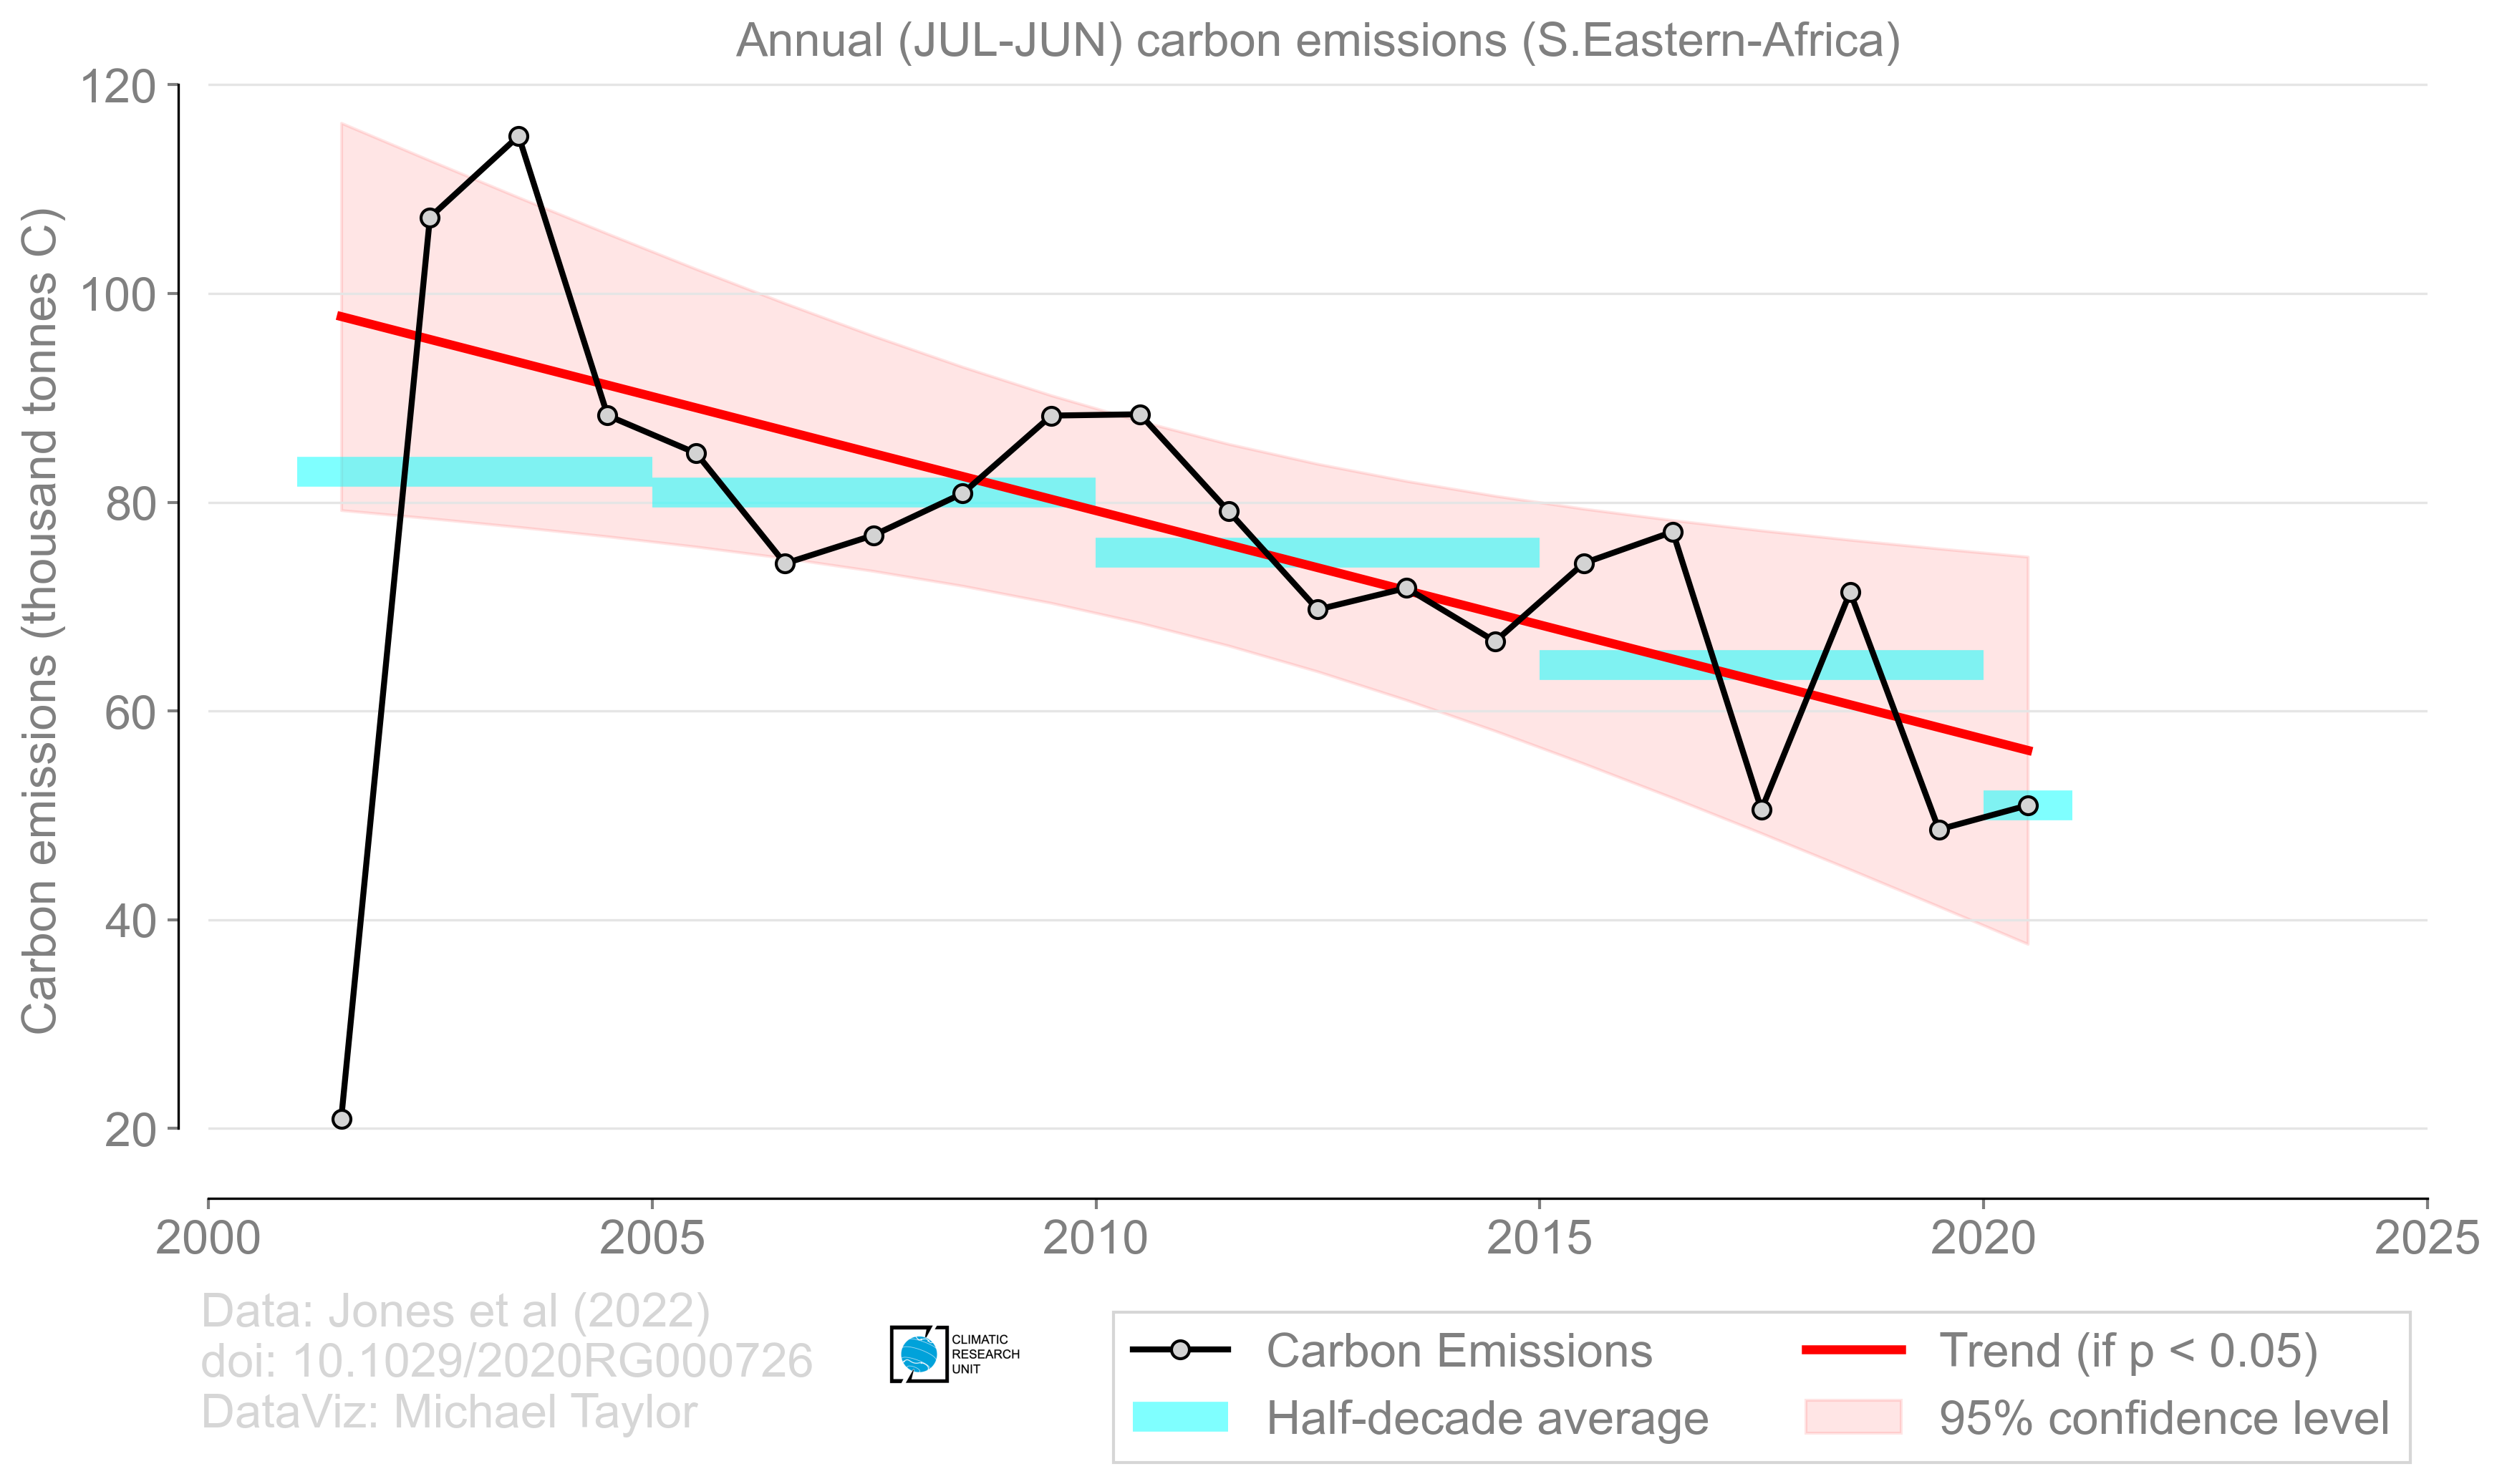 Annual (JUL-JUN) carbon emissions (S.Eastern-Africa)
Carbon emissions (thousand tonnes C)
120
100
80
60
40
20
2000 2005 2010 2015 2020 2025
Data: Jones et al (2022)
doi: 10.1029/2020RG000726
DataViz: Michael Taylor
CLIMATIC
RESEARCH
UNIT
Carbon Emissions
Half-decade average
Trend (if p < 0.05)
95% confidence level